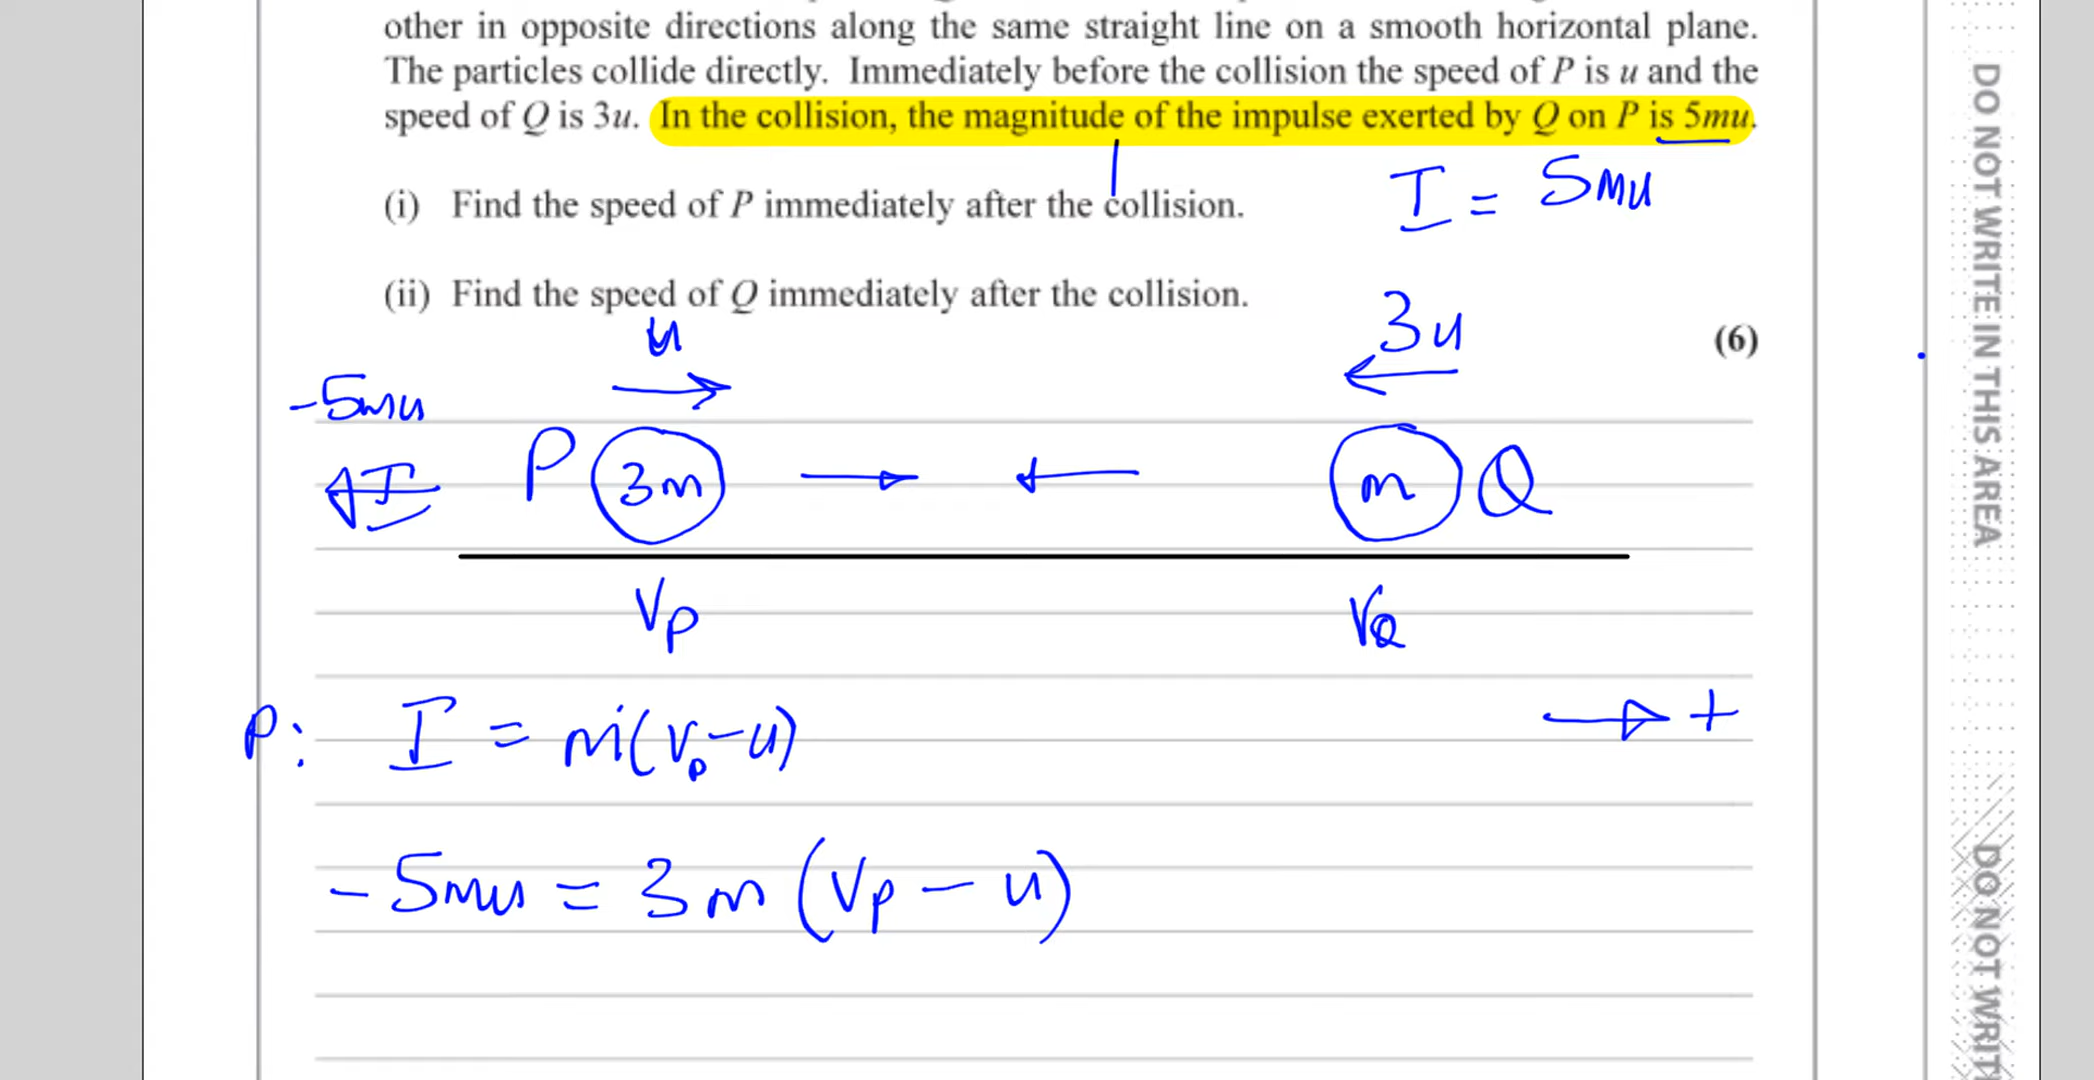 other in opposite directions along the same straight line on a smooth horizontal plane.
The particles collide directly. Immediately before the collision the speed of P is u and the
speed of Q is 3u. In the collision, the magnitude of the impulse exerted by Q on P is 5mu.
I = 5mu
(i) Find the speed of P immediately after the collision.
(ii) Find the speed of Q immediately after the collision.
(6)
u
3u
-5mu
I
P 3m
m Q
Vp
VQ
P: I = m(Vp-u)
+
-5mu = 3m (Vp - u)
DO NOT WRITE IN THIS AREA
DO NOT WRIT